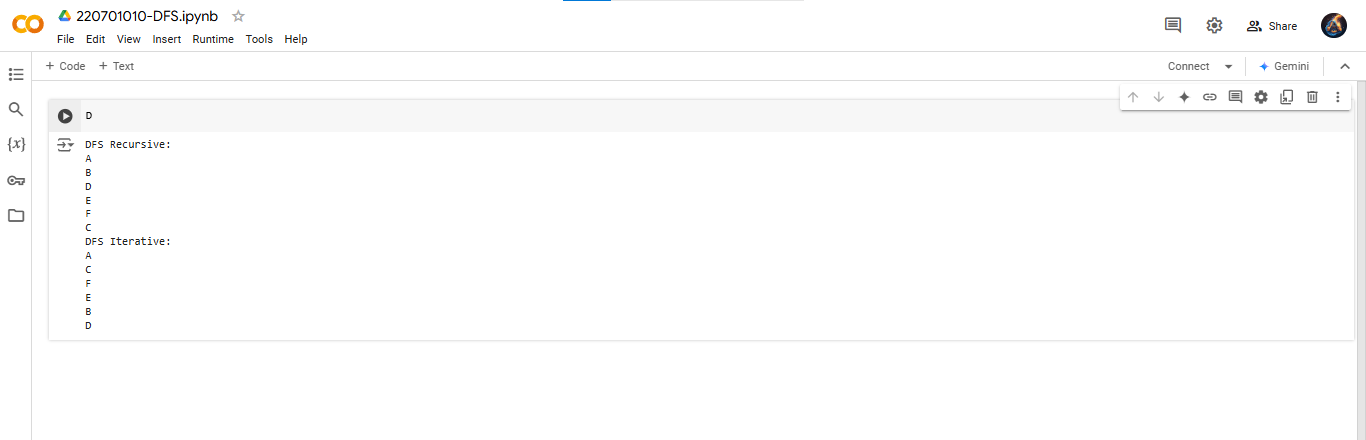 220701010-DFS.ipynb
File Edit View Insert Runtime Tools Help
Share
+ Code + Text
Connect
Gemini
{x}
D
DFS Recursive:
A
B
D
E
F
C
DFS Iterative:
A
C
F
E
B
D